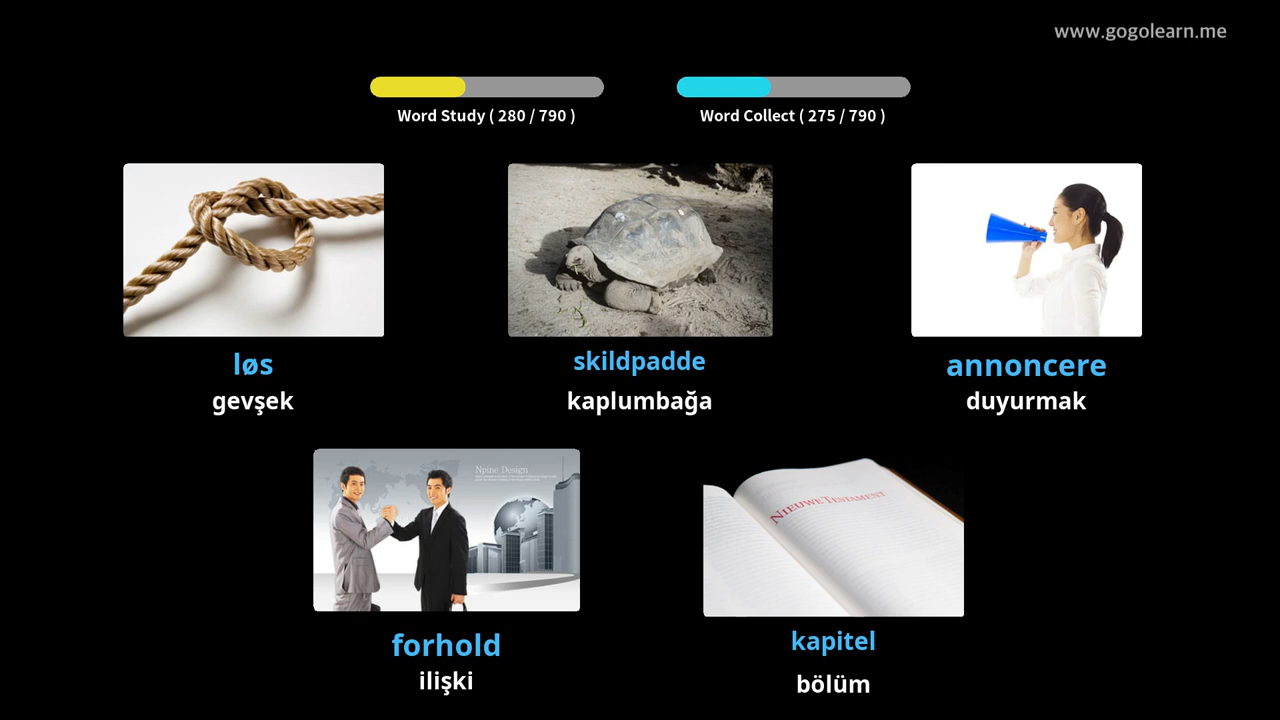 www.gogolearn.me
Word Study ( 280 / 790 )
Word Collect ( 275 / 790 )
løs
gevşek
skildpadde
kaplumbağa
annoncere
duyurmak
Npine Design
NIEUWE TESTAMENT
forhold
ilişki
kapitel
bölüm